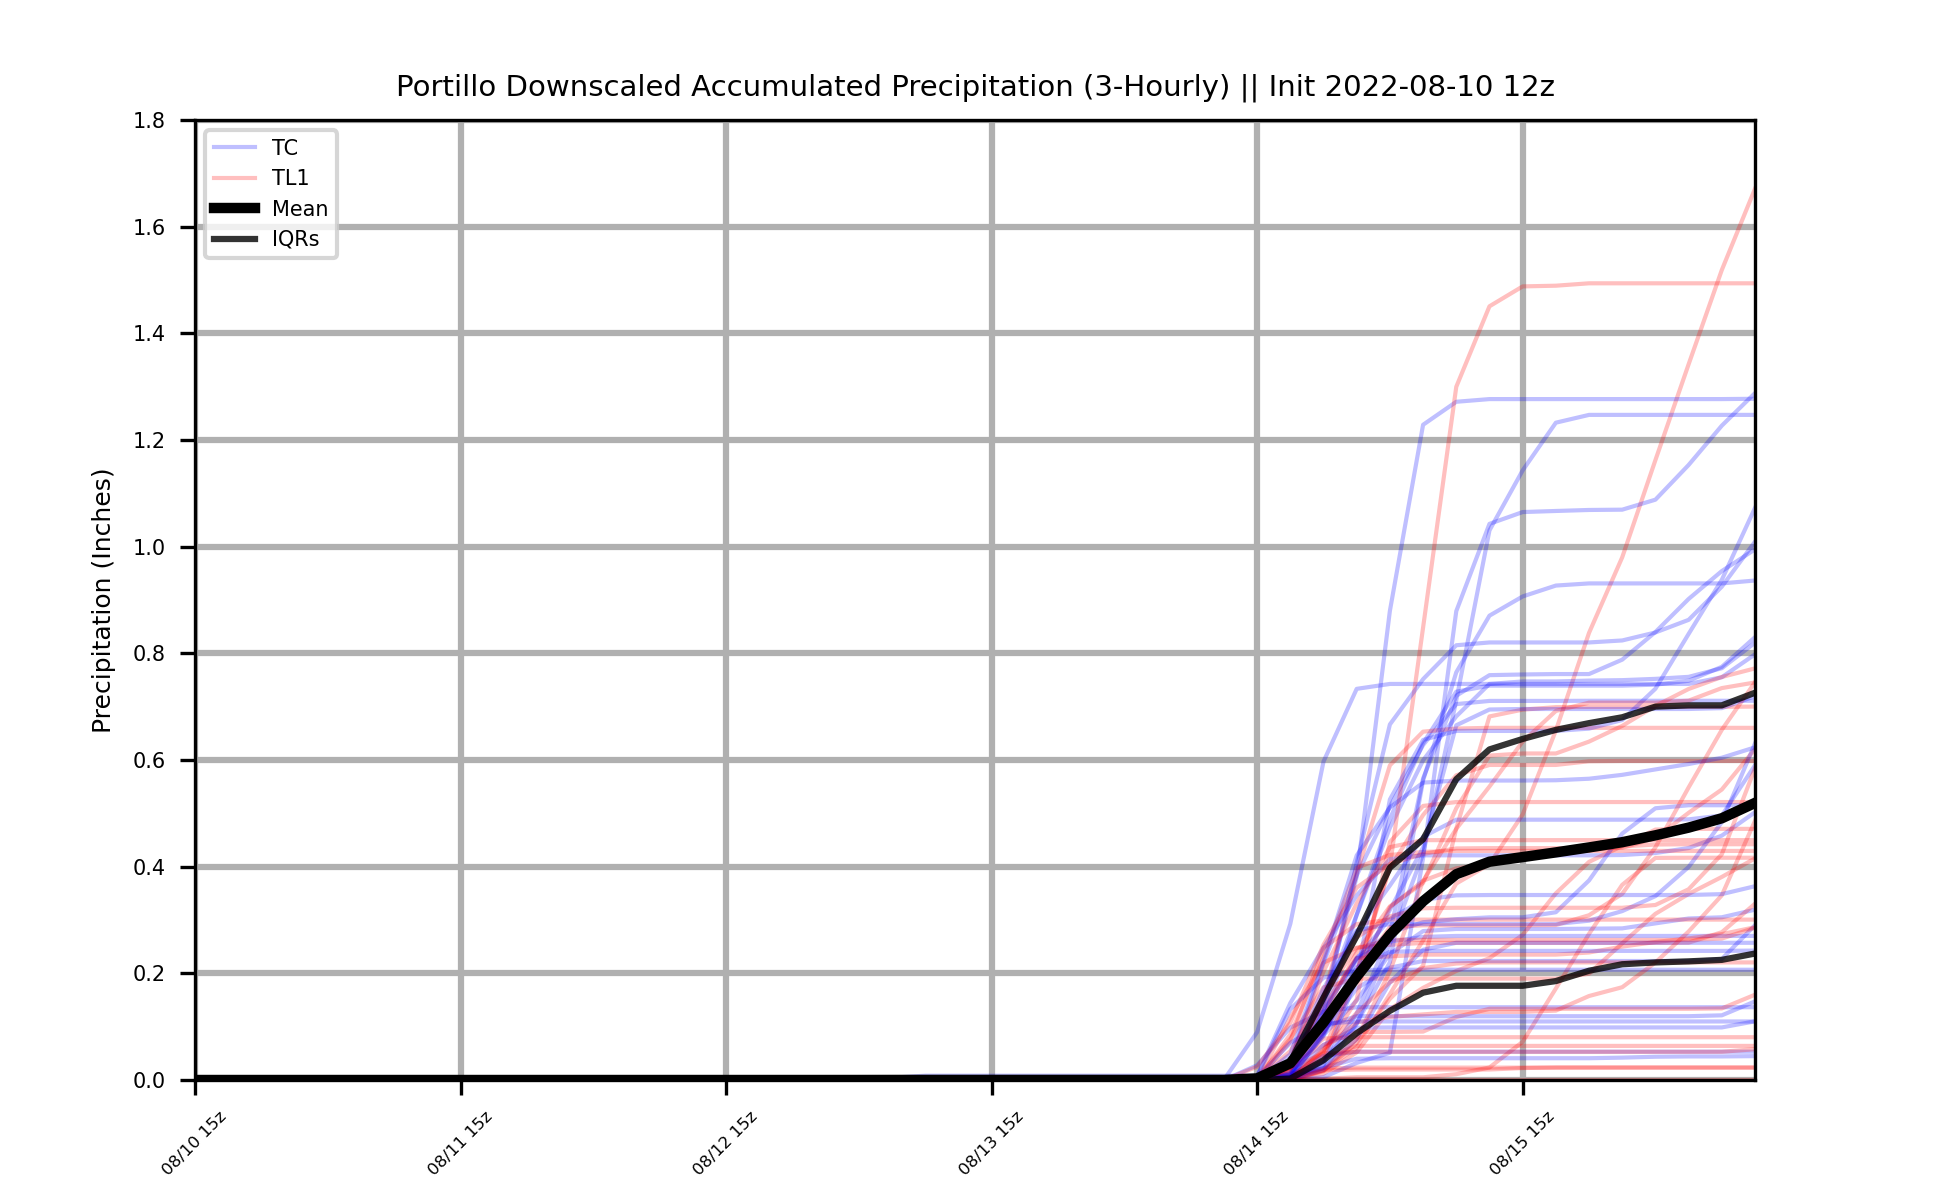 Portillo Downscaled Accumulated Precipitation (3-Hourly) || Init 2022-08-10 12z
Precipitation (Inches)
1.8
1.6
1.4
1.2
1.0
0.8
0.6
0.4
0.2
0.0
TC
TL1
Mean
IQRs
08/10 15z
08/11 15z
08/12 15z
08/13 15z
08/14 15z
08/15 15z